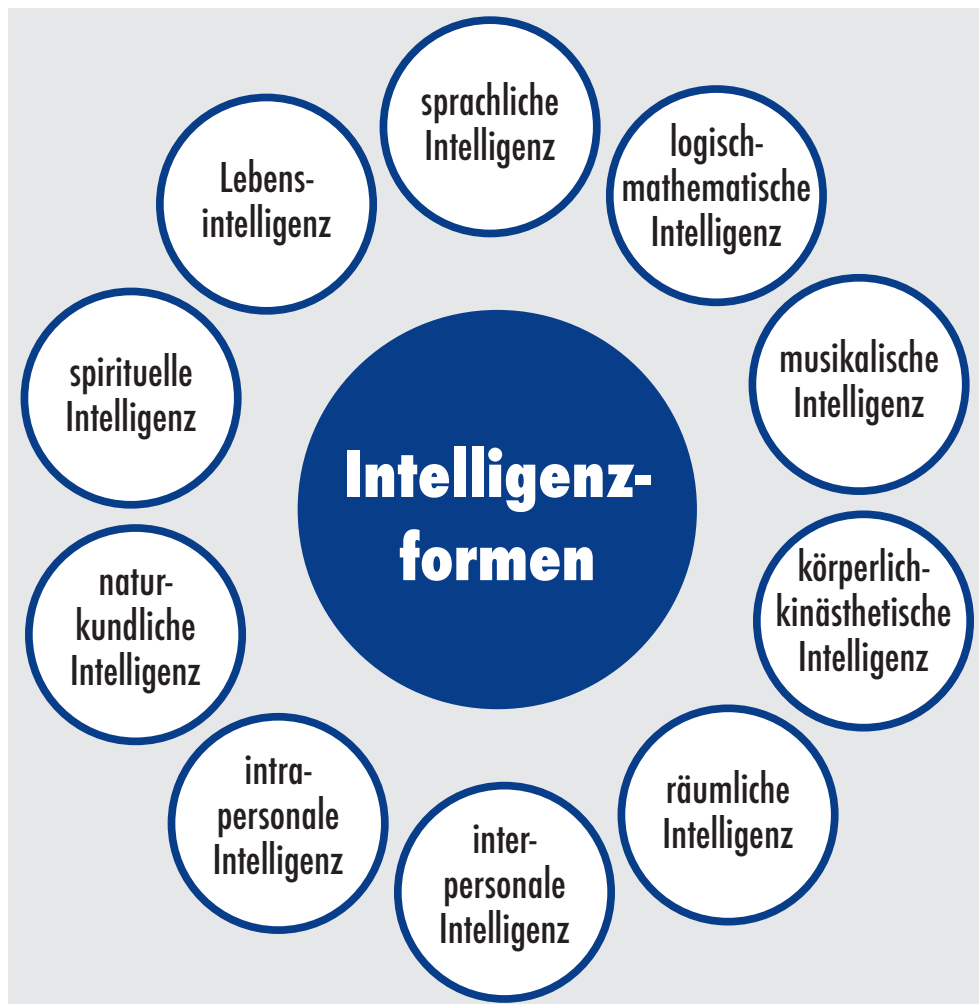 sprachliche
Intelligenz
logisch-
mathematische
Intelligenz
musikalische
Intelligenz
körperlich-
kinästhetische
Intelligenz
räumliche
Intelligenz
inter-
personale
Intelligenz
intra-
personale
Intelligenz
natur-
kundliche
Intelligenz
spirituelle
Intelligenz
Lebens-
intelligenz
Intelligenz-
formen